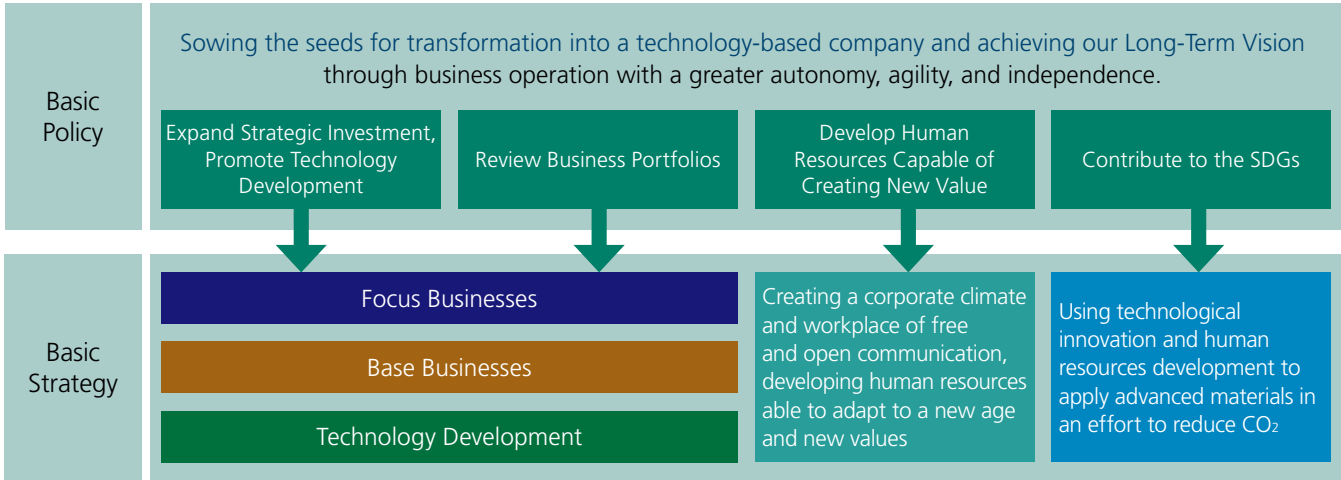 Basic
Policy
Sowing the seeds for transformation into a technology-based company and achieving our Long-Term Vision
through business operation with a greater autonomy, agility, and independence.
Expand Strategic Investment,
Promote Technology
Development
Review Business Portfolios
Develop Human
Resources Capable of
Creating New Value
Contribute to the SDGs
Basic
Strategy
Focus Businesses
Base Businesses
Technology Development
Creating a corporate climate
and workplace of free
and open communication,
developing human resources
able to adapt to a new age
and new values
Using technological
innovation and human
resources development to
apply advanced materials in
an effort to reduce CO₂